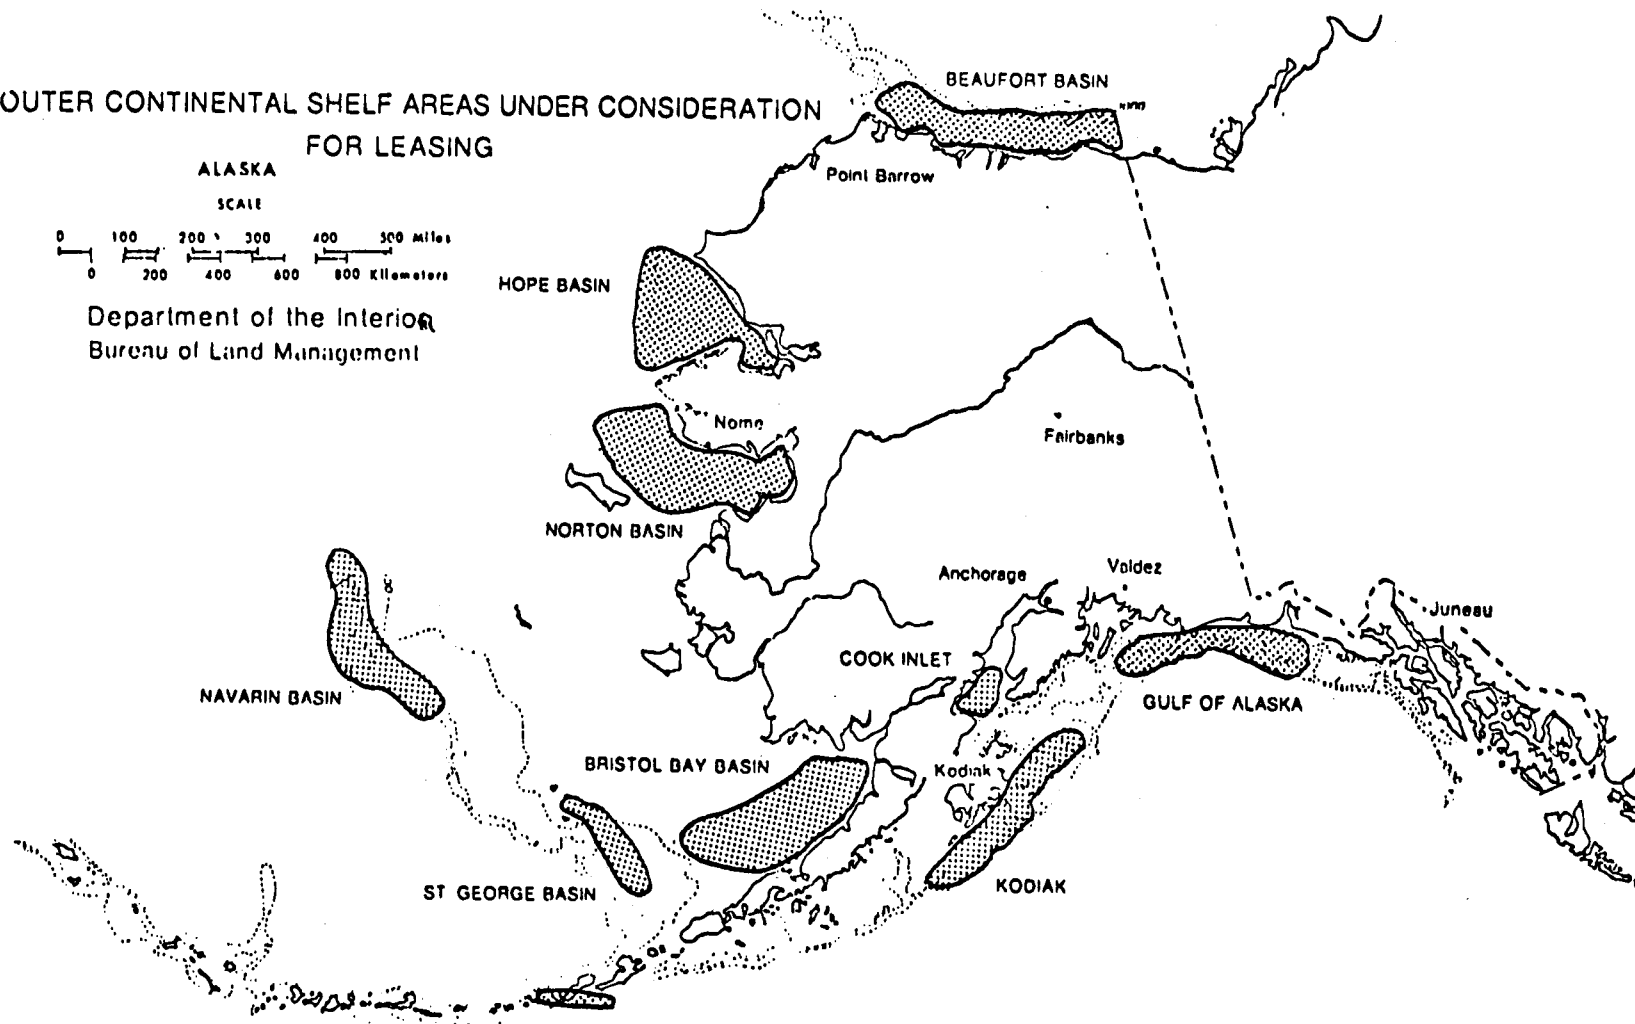 OUTER CONTINENTAL SHELF AREAS UNDER CONSIDERATION
FOR LEASING
ALASKA
SCALE
0 100 200 300 400 500 Miles
0 200 400 600 800 Kilometers
Department of the Interior
Bureau of Land Management
BEAUFORT BASIN
Point Barrow
HOPE BASIN
Nome
Fairbanks
NORTON BASIN
Anchorage
Valdez
Juneau
COOK INLET
NAVARIN BASIN
GULF OF ALASKA
BRISTOL BAY BASIN
Kodiak
ST GEORGE BASIN
KODIAK